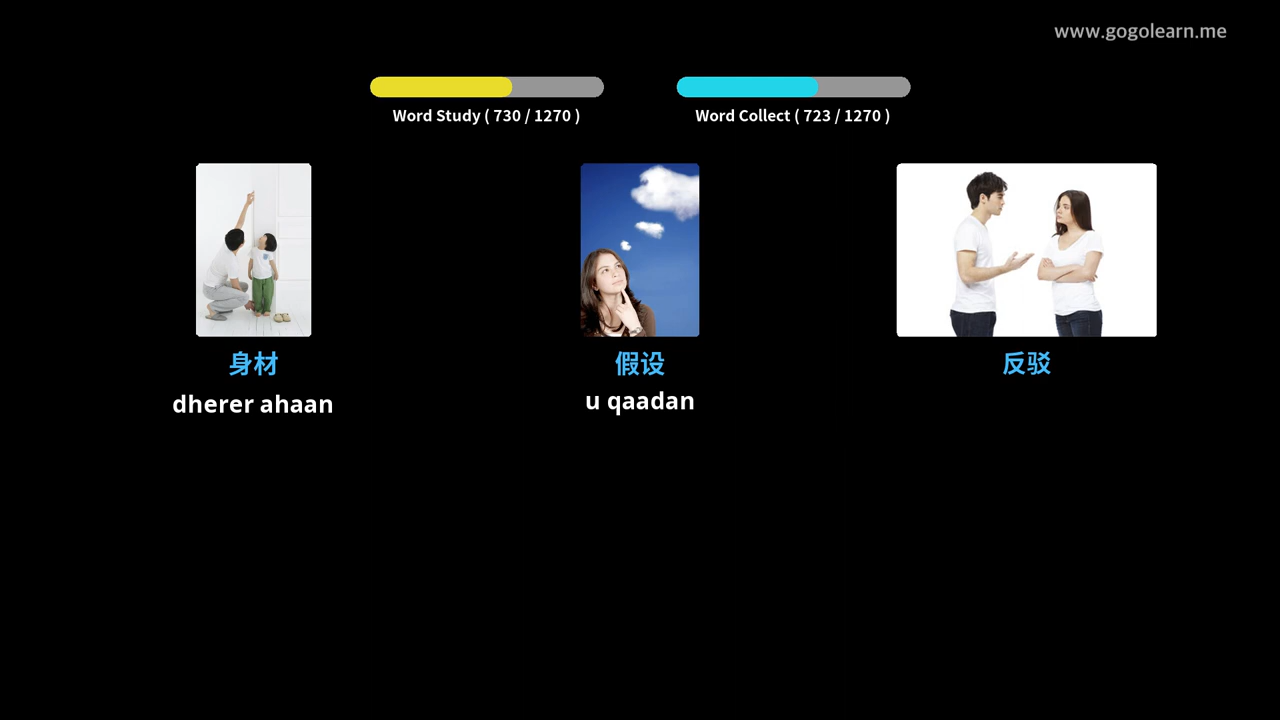 www.gogolearn.me
Word Study ( 730 / 1270 )
Word Collect ( 723 / 1270 )
身材
假设
反驳
dherer ahaan
u qaadan